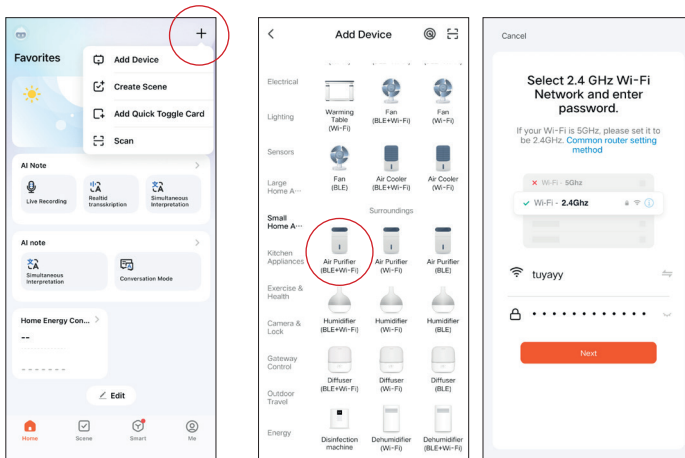 Favorites
Add Device
Create Scene
Add Quick Toggle Card
Scan
AI Note
Live Recording
Realtid
transskription
Simultaneous
Interpretation
AI note
Simultaneous
Interpretation
Conversation Mode
Home Energy Con...
--
Edit
Home
Scene
Smart
Me
Add Device
Electrical
Lighting
Sensors
Large
Home A...
Small
Home A...
Kitchen
Appliances
Exercise &
Health
Camera &
Lock
Gateway
Control
Outdoor
Travel
Energy
Warming
Table
(Wi-Fi)
Fan
(BLE+Wi-Fi)
Fan
(Wi-Fi)
Fan
(BLE)
Air Cooler
(BLE+Wi-Fi)
Air Cooler
(Wi-Fi)
Surroundings
Air Purifier
(BLE+Wi-Fi)
Air Purifier
(Wi-Fi)
Air Purifier
(BLE)
Humidifier
(BLE+Wi-Fi)
Humidifier
(Wi-Fi)
Humidifier
(BLE)
Diffuser
(BLE+Wi-Fi)
Diffuser
(Wi-Fi)
Diffuser
(BLE)
Disinfection
machine
Dehumidifier
(Wi-Fi)
Dehumidifier
(BLE+Wi-Fi)
Cancel
Select 2.4 GHz Wi-Fi
Network and enter
password.
If your Wi-Fi is 5GHz, please set it to
be 2.4GHz. Common router setting
method
Wi-Fi - 5Ghz
Wi-Fi - 2.4Ghz
tuyayy
Next